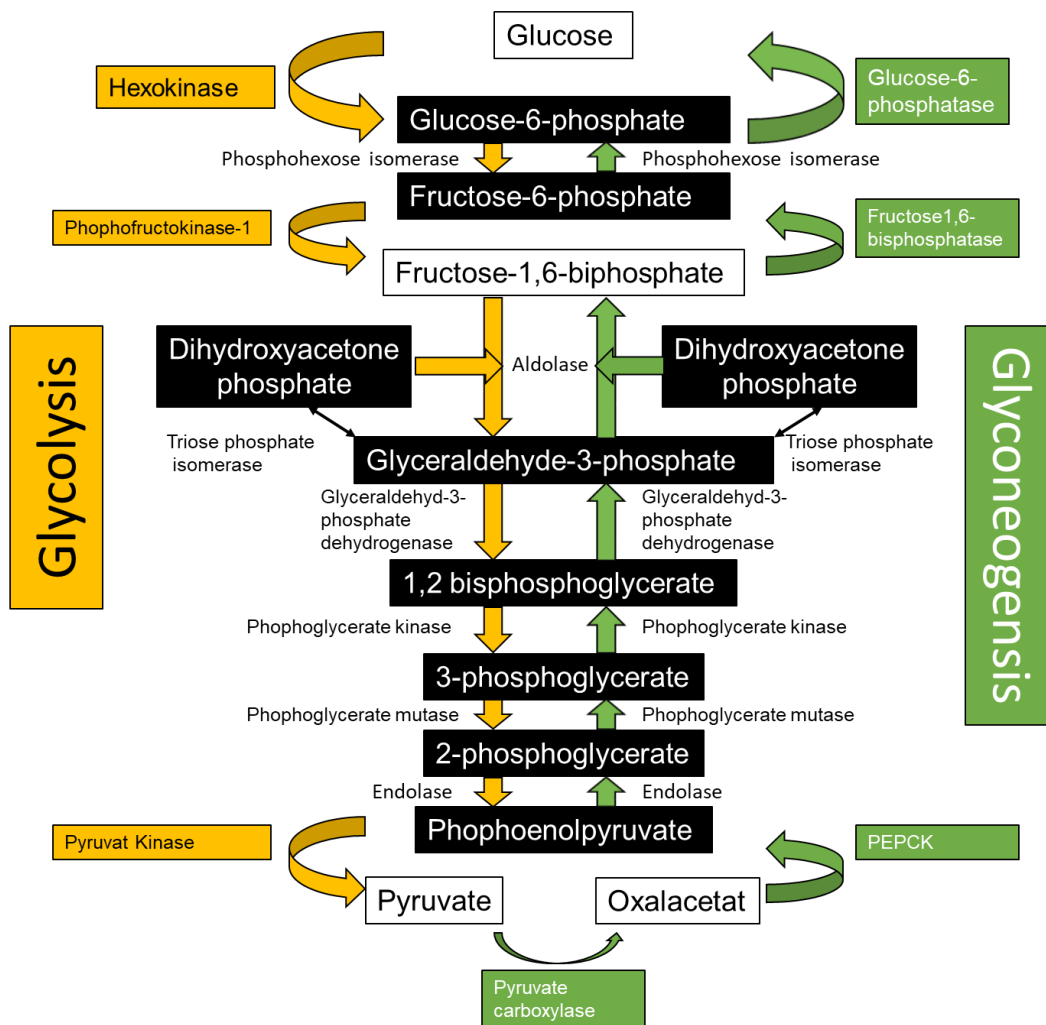 Glucose
Hexokinase
Glucose-6-
phosphatase
Glucose-6-phosphate
Phosphohexose isomerase
Phosphohexose isomerase
Fructose-6-phosphate
Phophofructokinase-1
Fructose1,6-
bisphosphatase
Fructose-1,6-biphosphate
Glycolysis
Dihydroxyacetone
phosphate
Aldolase
Dihydroxyacetone
phosphate
Glyconeogensis
Triose phosphate
isomerase
Triose phosphate
isomerase
Glyceraldehyde-3-phosphate
Glyceraldehyd-3-
phosphate
dehydrogenase
Glyceraldehyd-3-
phosphate
dehydrogenase
1,2 bisphosphoglycerate
Phophoglycerate kinase
Phophoglycerate kinase
3-phosphoglycerate
Phophoglycerate mutase
Phophoglycerate mutase
2-phosphoglycerate
Endolase
Endolase
Phophoenolpyruvate
Pyruvat Kinase
PEPCK
Pyruvate
Oxalacetat
Pyruvate
carboxylase